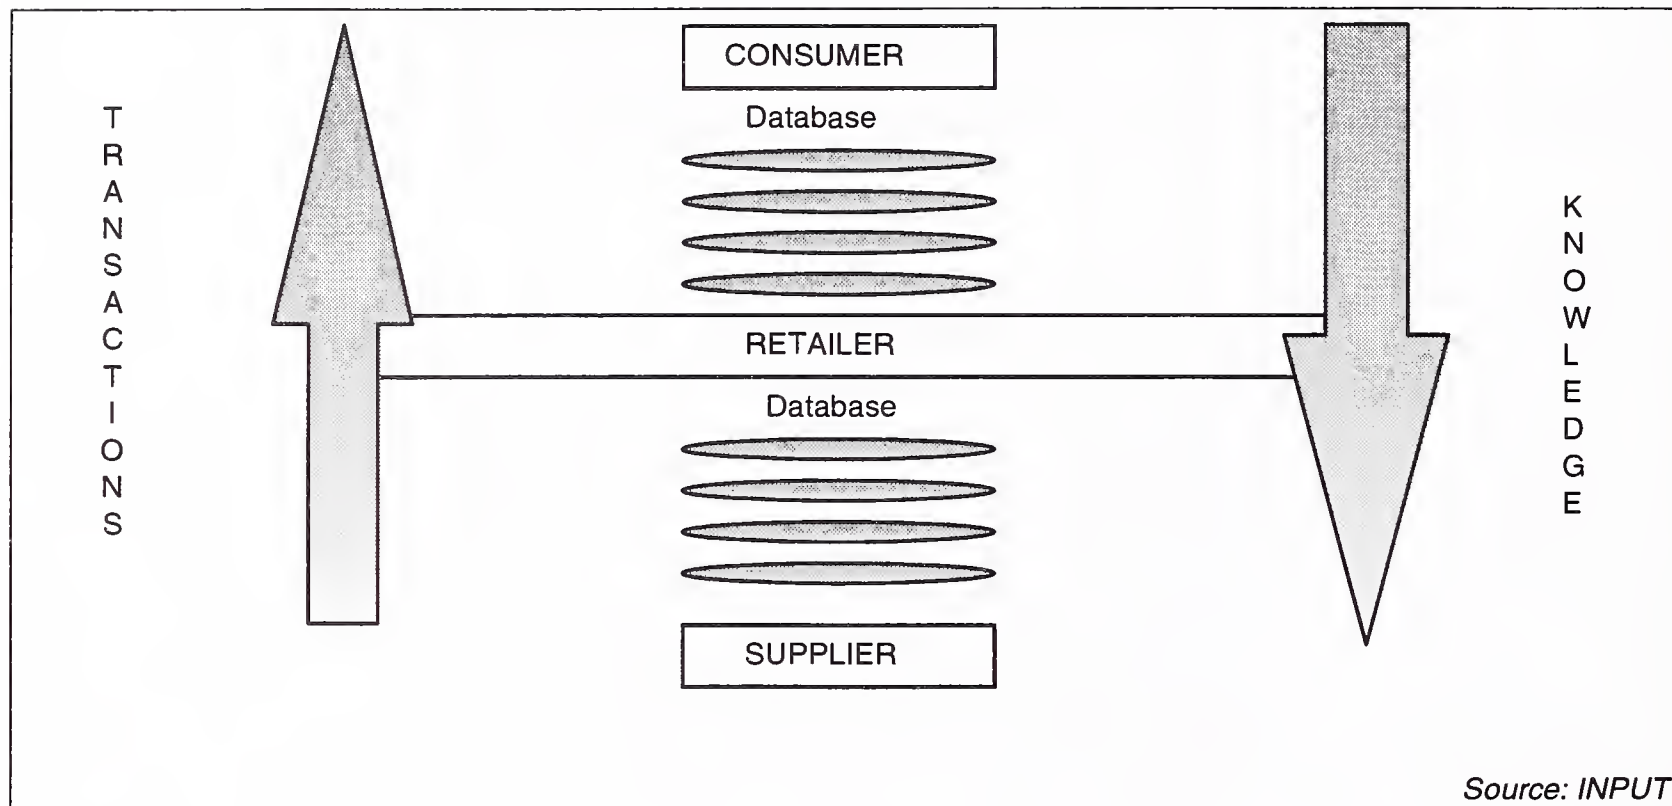 CONSUMER
Database
TRANSACTIONS
KNOWLEDGE
RETAILER
Database
SUPPLIER
Source: INPUT